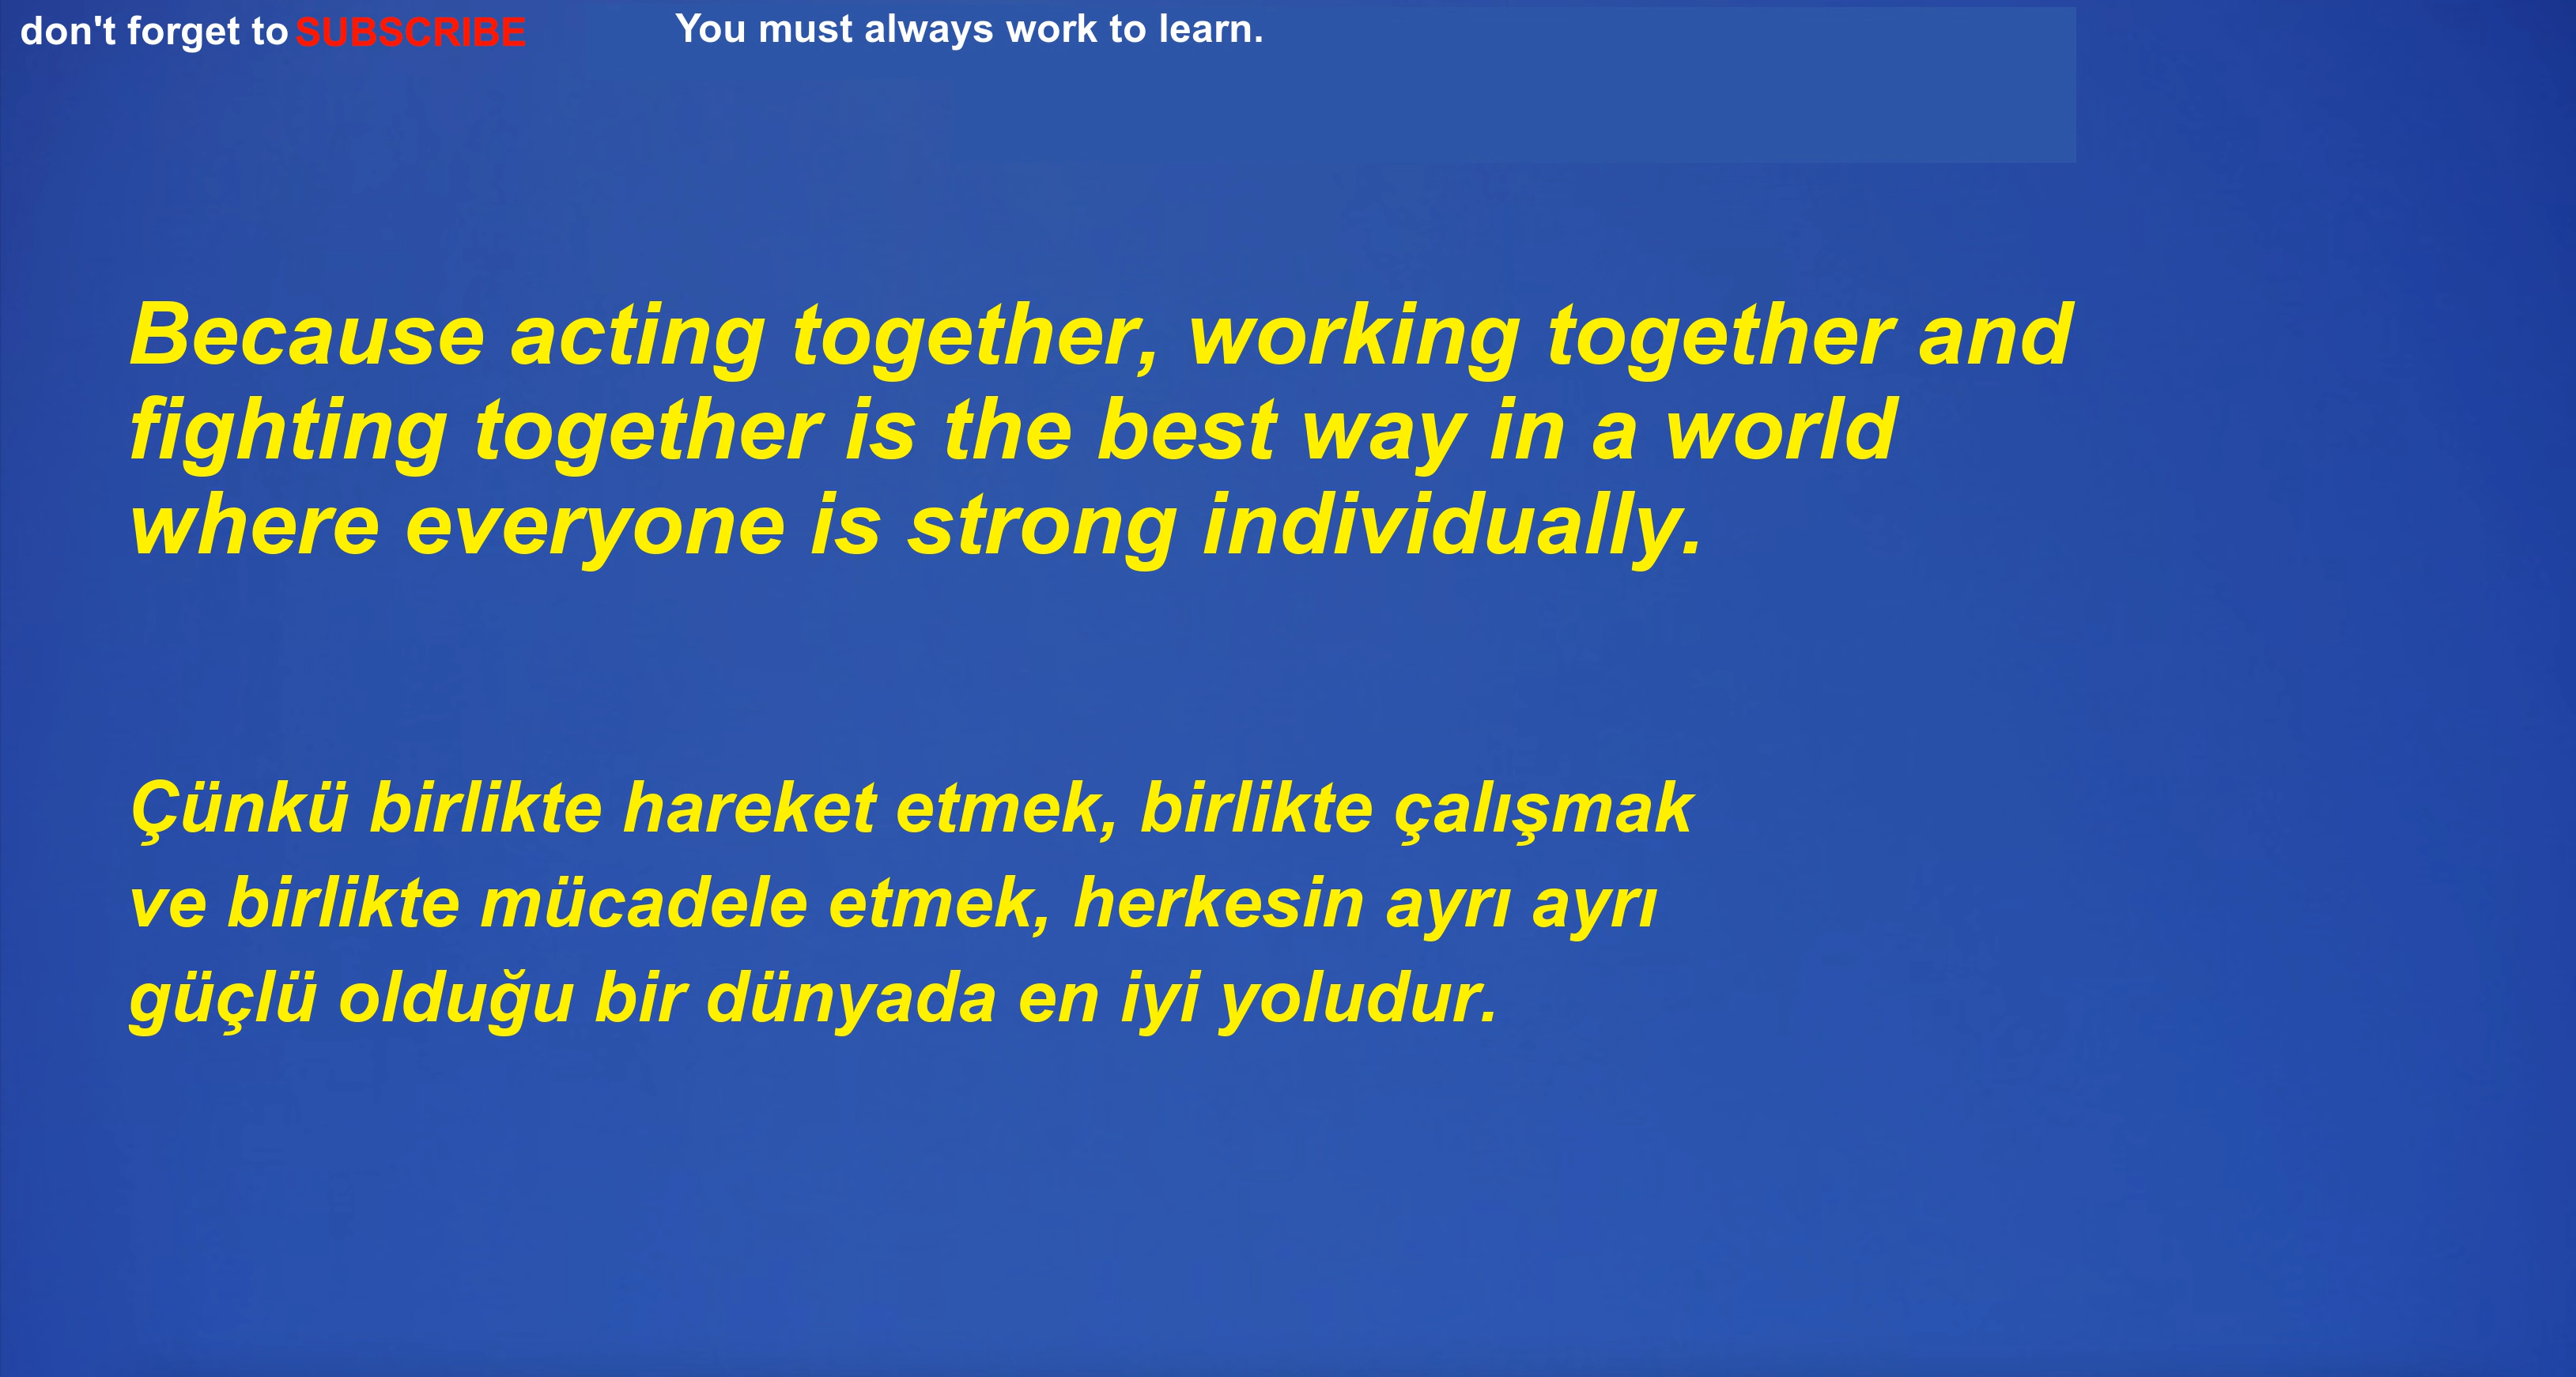 don't forget to SUBSCRIBE
You must always work to learn.
Because acting together, working together and
fighting together is the best way in a world
where everyone is strong individually.
Çünkü birlikte hareket etmek, birlikte çalışmak
ve birlikte mücadele etmek, herkesin ayrı ayrı
güçlü olduğu bir dünyada en iyi yoludur.